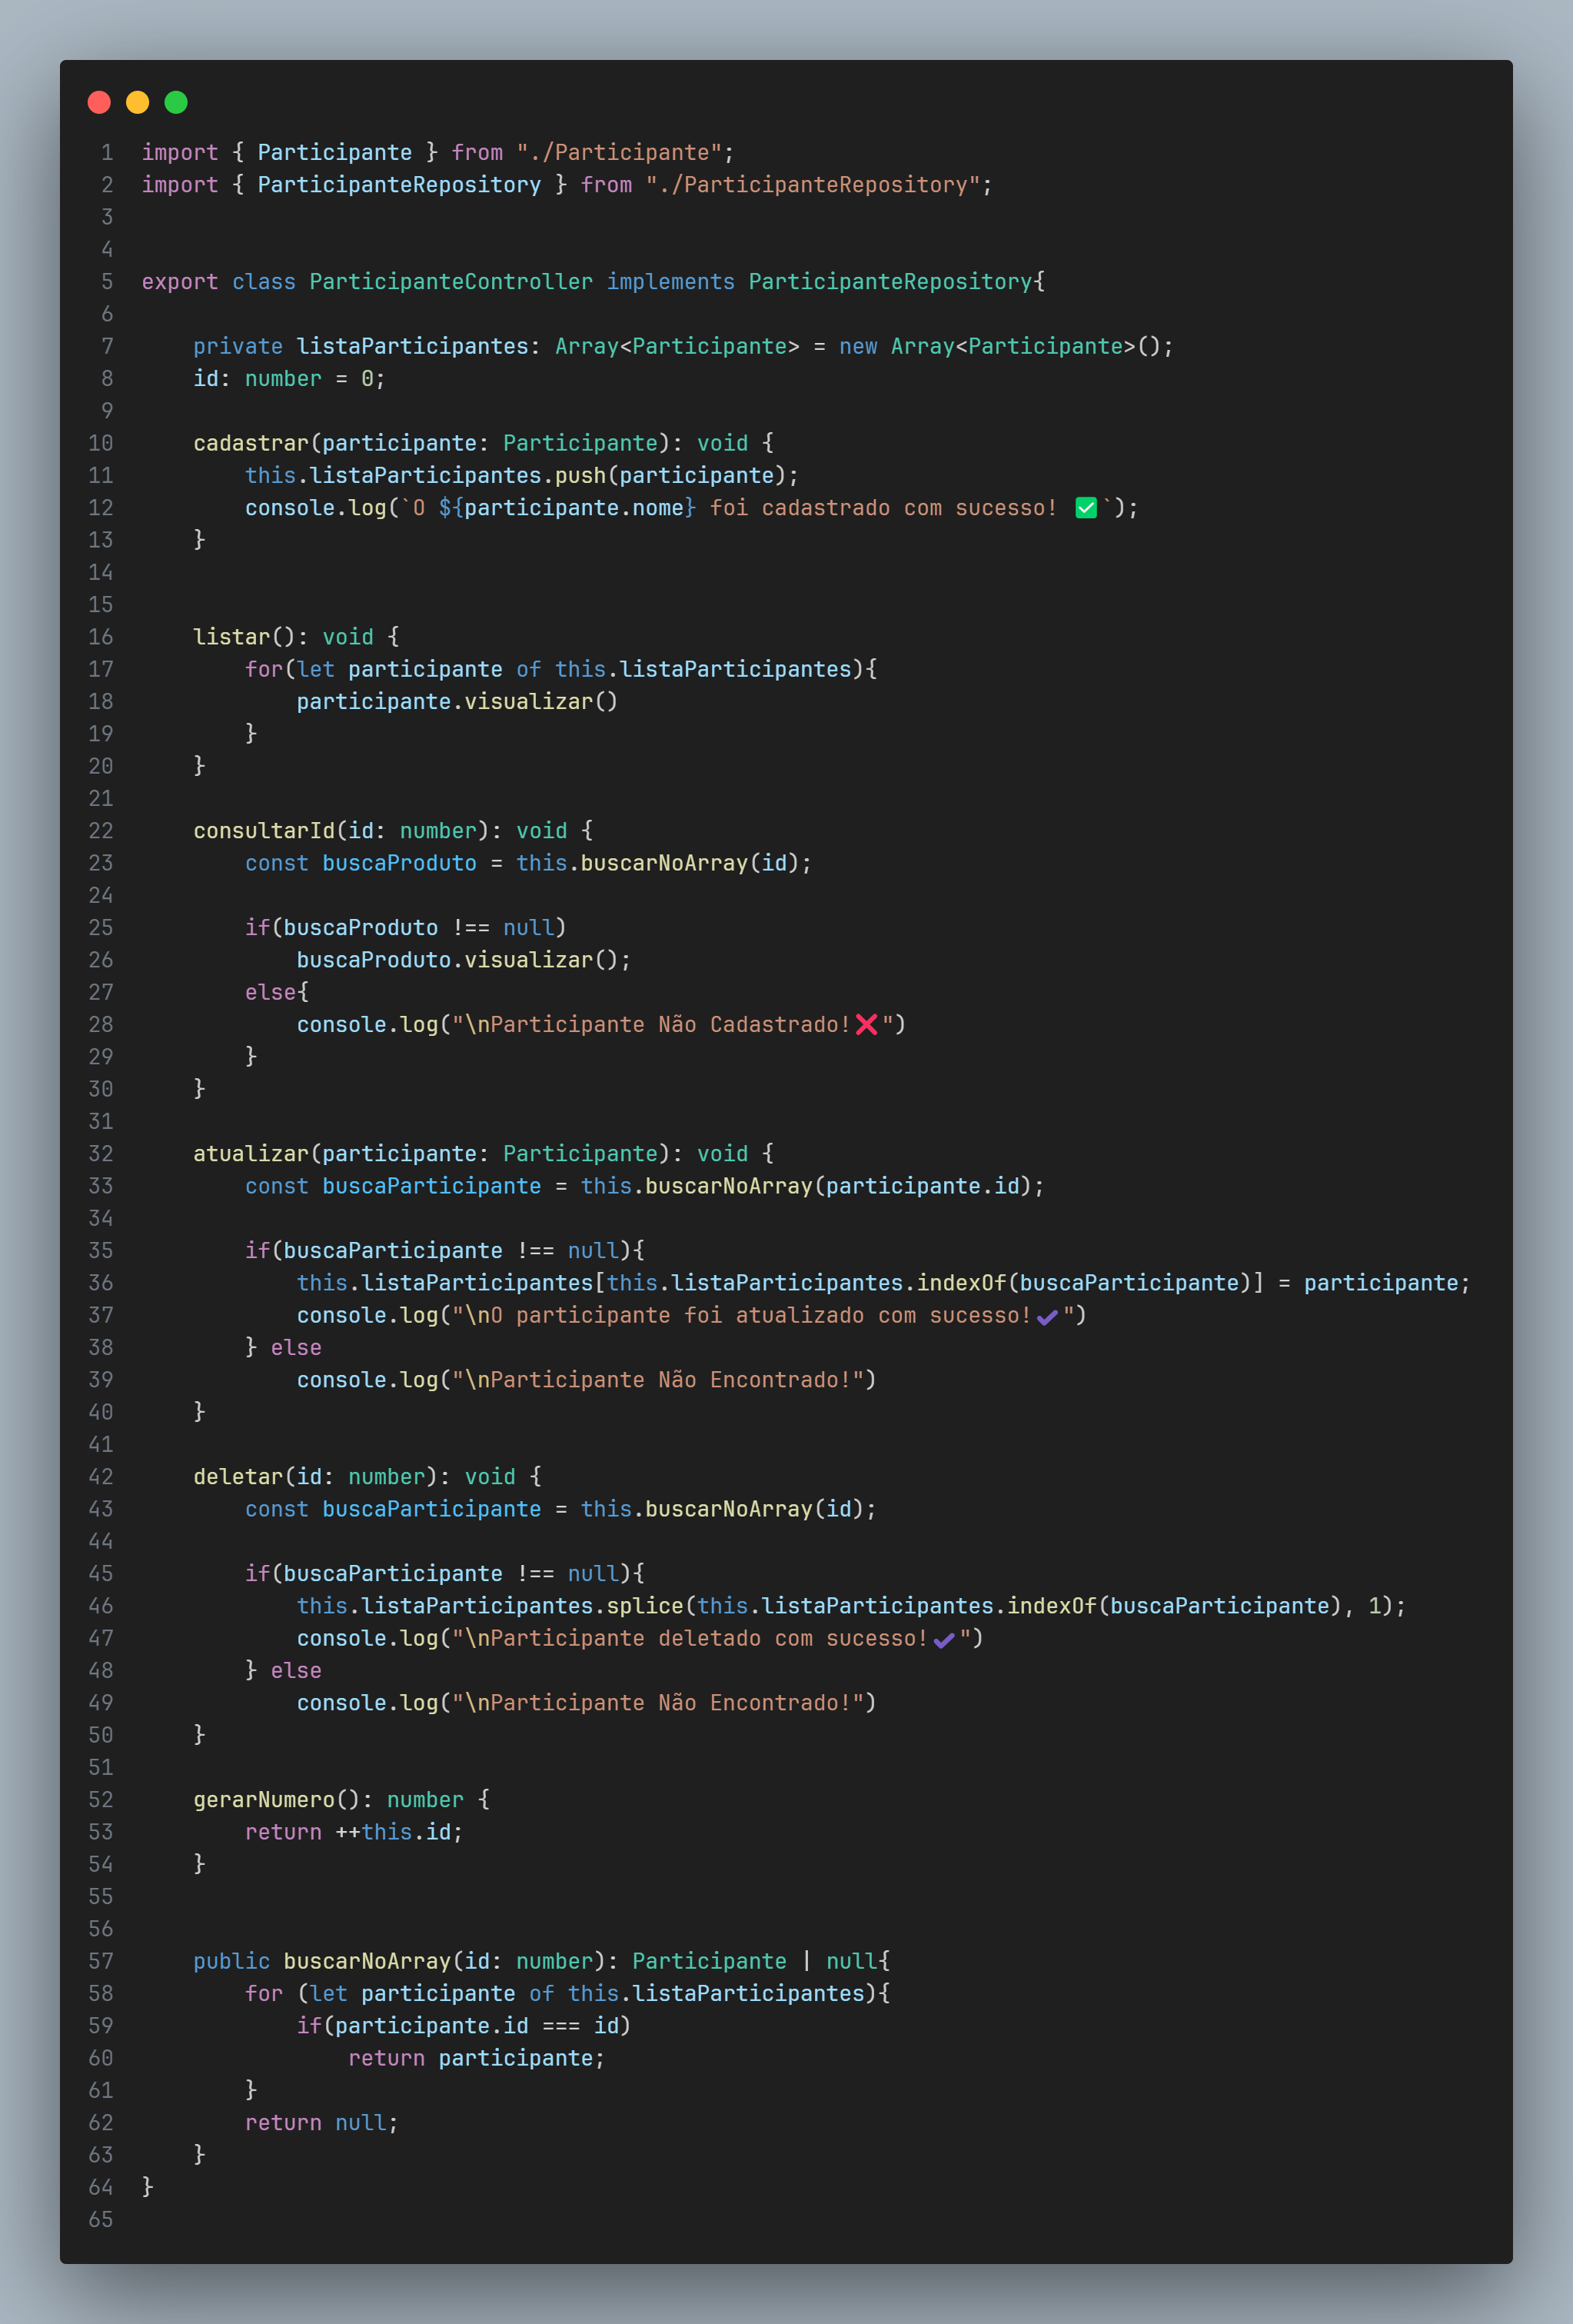 1 import { Participante } from "./Participante";
2 import { ParticipanteRepository } from "./ParticipanteRepository";
3
4
5 export class ParticipanteController implements ParticipanteRepository{
6
7     private listaParticipantes: Array<Participante> = new Array<Participante>();
8     id: number = 0;
9
10     cadastrar(participante: Participante): void {
11         this.listaParticipantes.push(participante);
12         console.log(`O ${participante.nome} foi cadastrado com sucesso! ✅`);
13     }
14
15
16     listar(): void {
17         for(let participante of this.listaParticipantes){
18             participante.visualizar()
19         }
20     }
21
22     consultarId(id: number): void {
23         const buscaProduto = this.buscarNoArray(id);
24
25         if(buscaProduto !== null)
26             buscaProduto.visualizar();
27         else{
28             console.log("\nParticipante Não Cadastrado!❌")
29         }
30     }
31
32     atualizar(participante: Participante): void {
33         const buscaParticipante = this.buscarNoArray(participante.id);
34
35         if(buscaParticipante !== null){
36             this.listaParticipantes[this.listaParticipantes.indexOf(buscaParticipante)] = participante;
37             console.log("\nO participante foi atualizado com sucesso!✔")
38         } else
39             console.log("\nParticipante Não Encontrado!")
40     }
41
42     deletar(id: number): void {
43         const buscaParticipante = this.buscarNoArray(id);
44
45         if(buscaParticipante !== null){
46             this.listaParticipantes.splice(this.listaParticipantes.indexOf(buscaParticipante), 1);
47             console.log("\nParticipante deletado com sucesso!✔")
48         } else
49             console.log("\nParticipante Não Encontrado!")
50     }
51
52     gerarNumero(): number {
53         return ++this.id;
54     }
55
56
57     public buscarNoArray(id: number): Participante | null{
58         for (let participante of this.listaParticipantes){
59             if(participante.id === id)
60                 return participante;
61         }
62         return null;
63     }
64 }
65